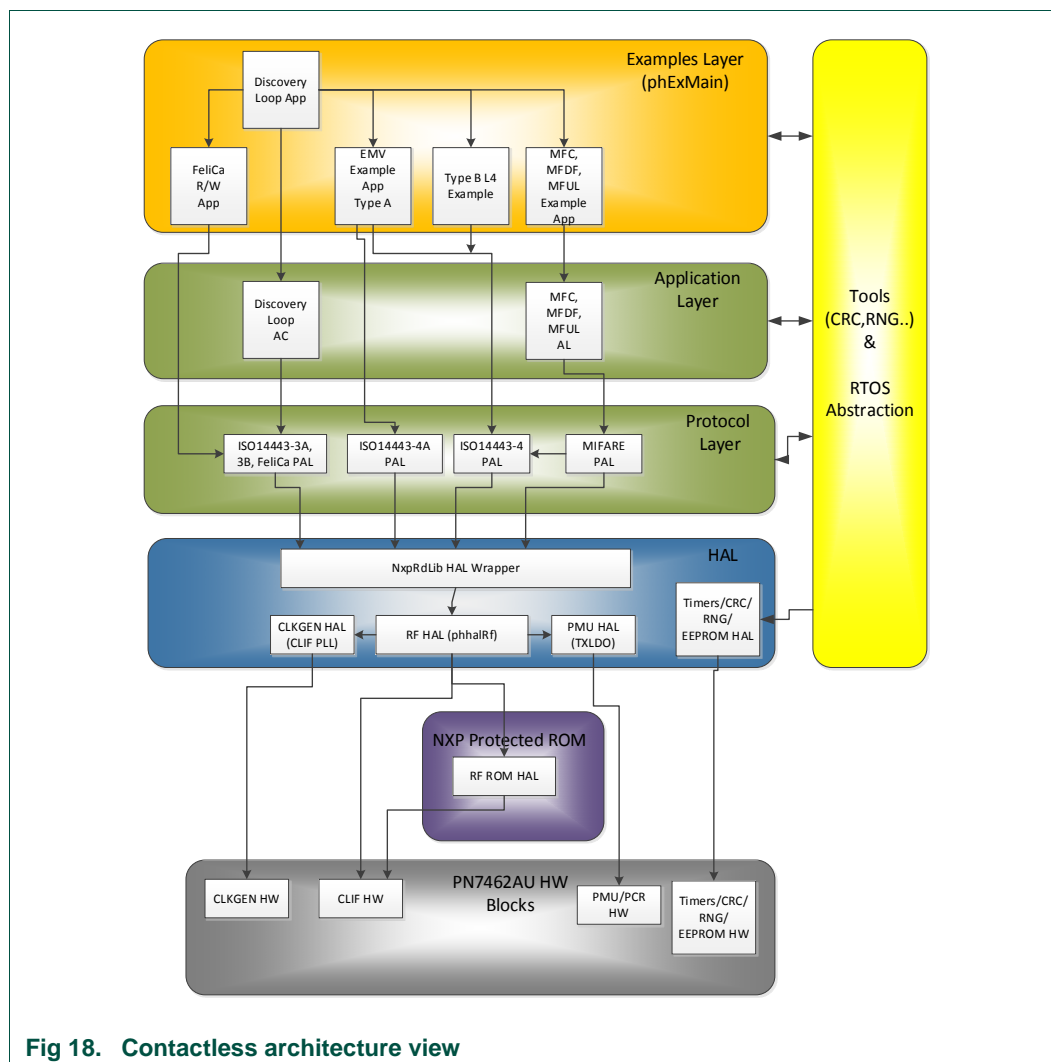 Examples Layer
(phExMain)
Discovery
Loop App
FeliCa
R/W
App
EMV
Example
App
Type A
Type B L4
Example
MFC,
MFDF,
MFUL
Example
App
Application
Layer
Discovery
Loop
AC
MFC,
MFDF,
MFUL
AL
Tools
(CRC,RNG..)
&
RTOS
Abstraction
Protocol
Layer
ISO14443-3A,
3B, FeliCa PAL
ISO14443-4A
PAL
ISO14443-4
PAL
MIFARE
PAL
HAL
NxpRdLib HAL Wrapper
Timers/CRC/
RNG/
EEPROM HAL
CLKGEN HAL
(CLIF PLL)
RF HAL (phhalRf)
PMU HAL
(TXLDO)
NXP Protected ROM
RF ROM HAL
PN7462AU HW
Blocks
CLKGEN HW
CLIF HW
PMU/PCR
HW
Timers/CRC/
RNG/
EEPROM HW
Fig 18. Contactless architecture view